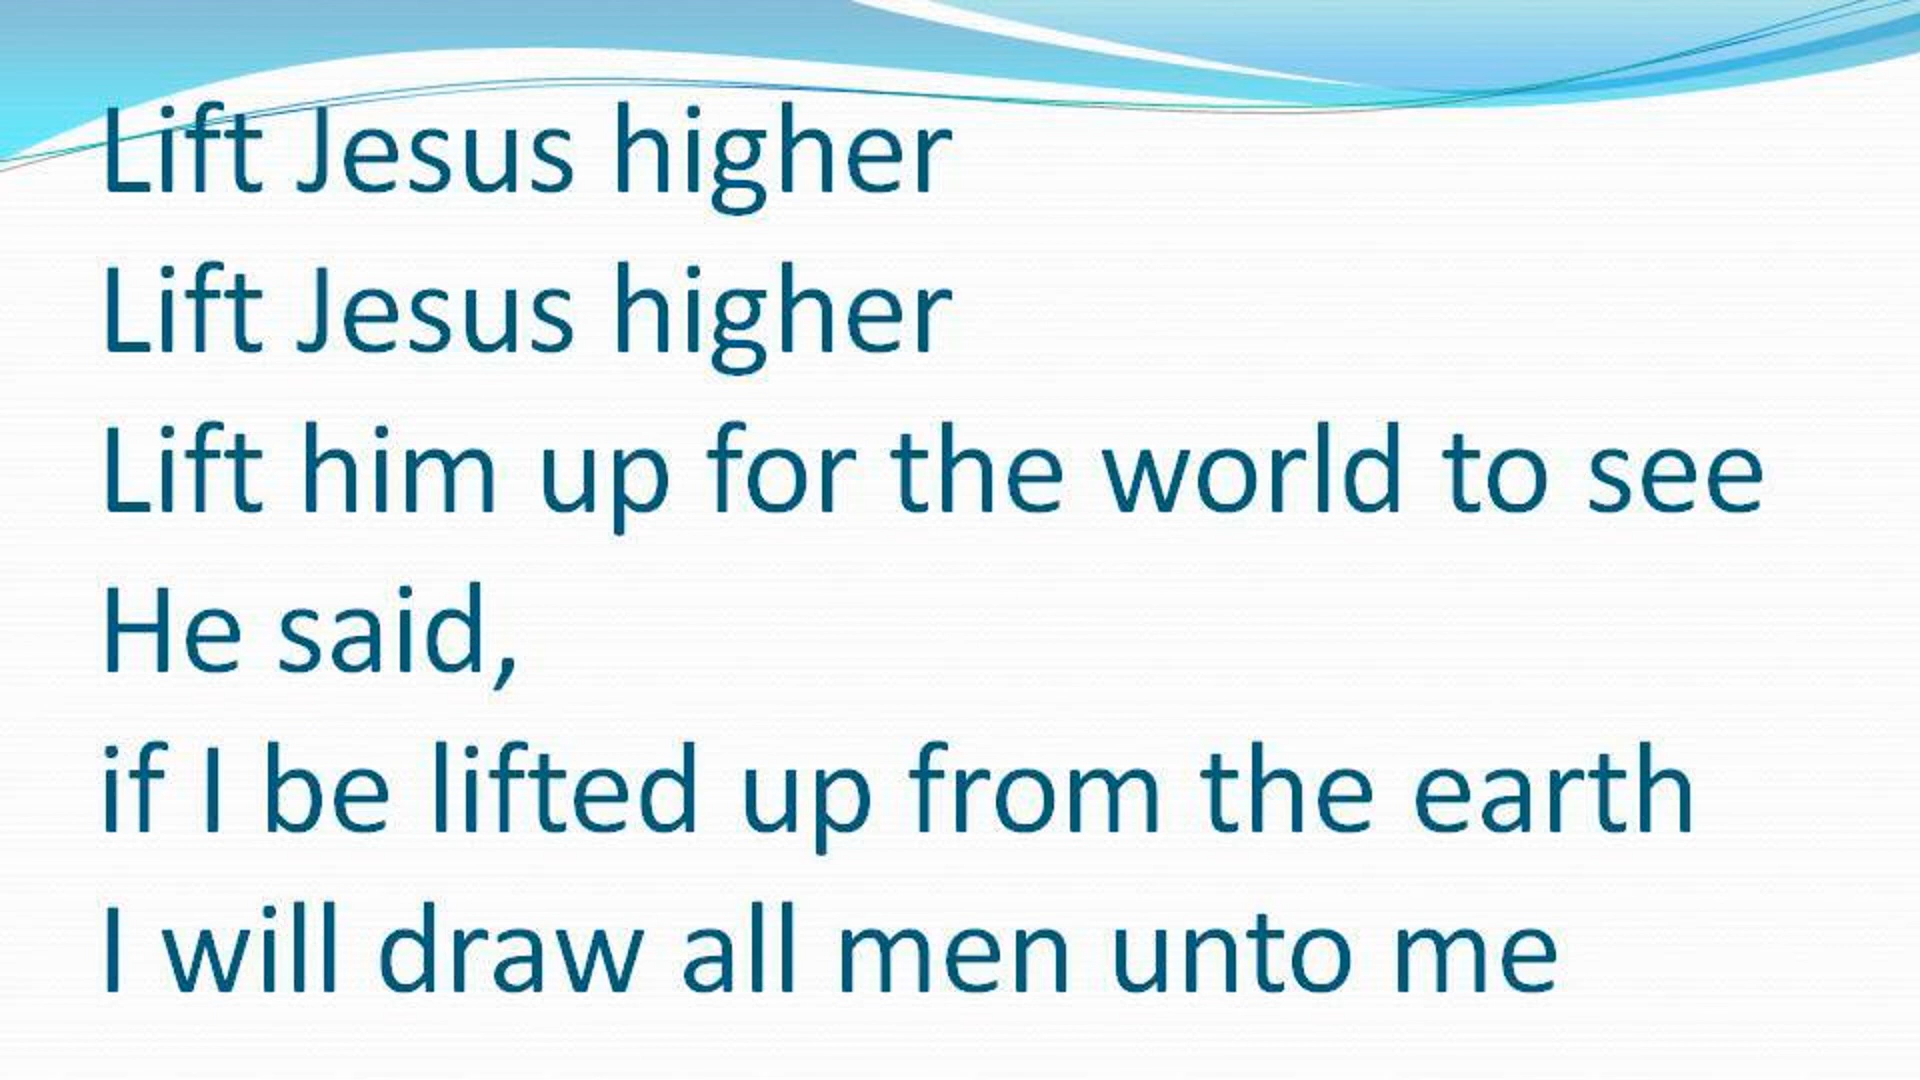 Lift Jesus higher
Lift Jesus higher
Lift him up for the world to see
He said,
if I be lifted up from the earth
I will draw all men unto me